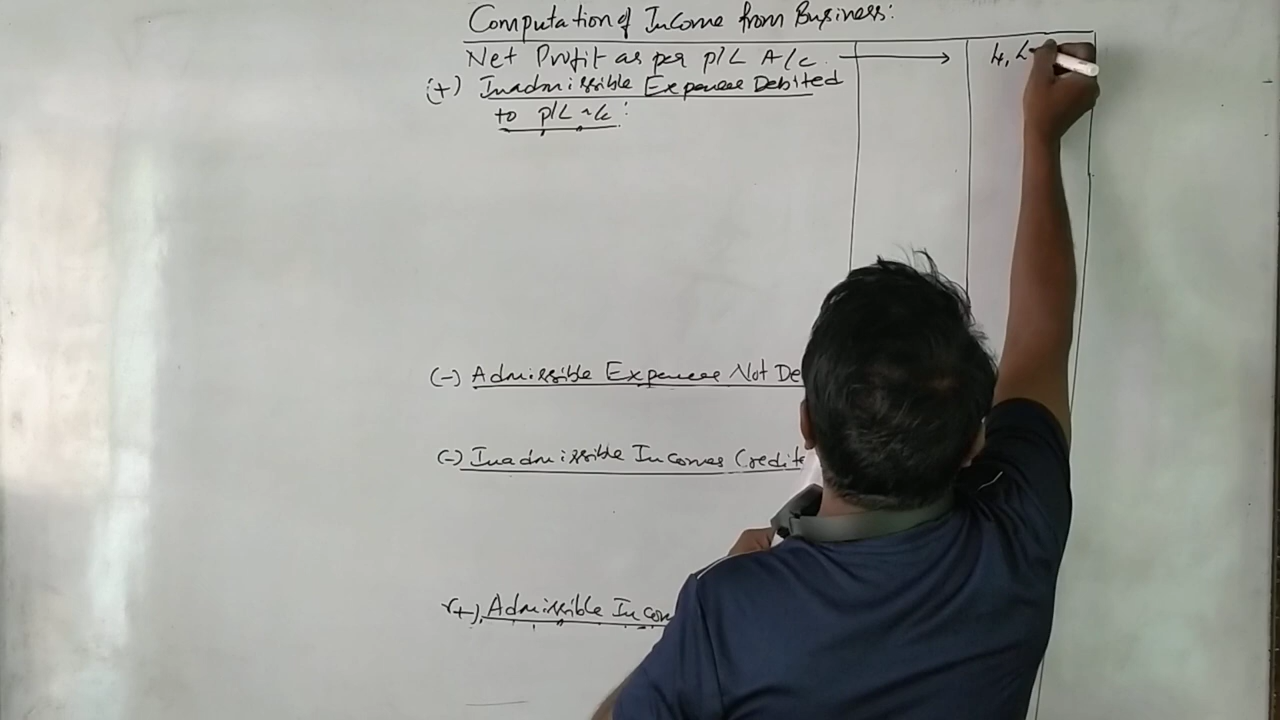 Computation of Income from Business:
Net Profit as per P/L A/c
(+) Inadmissible Expenses Debited
to P/L A/c:
(-) Admissible Expenses Not De
(-) Inadmissible Incomes Credite
(+) Admissible Incom